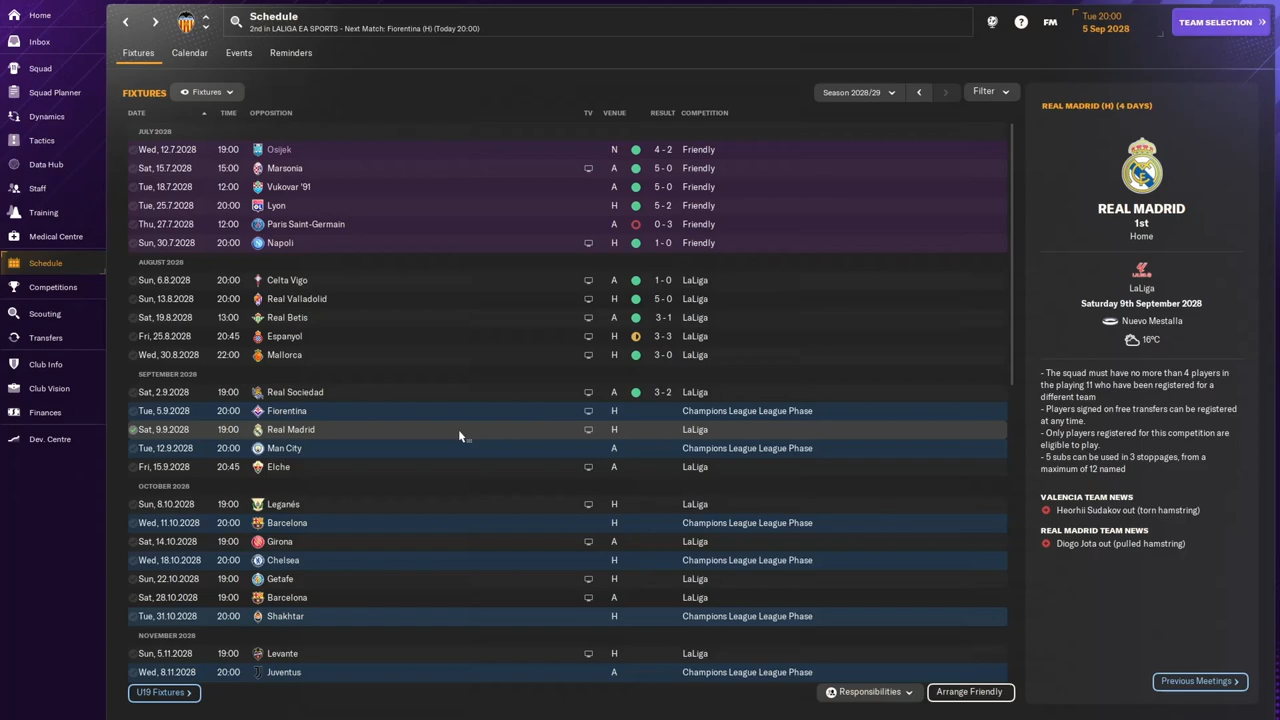 Home
Inbox
Squad
Squad Planner
Dynamics
Tactics
Data Hub
Staff
Training
Medical Centre
Schedule
Competitions
Scouting
Transfers
Club Info
Club Vision
Finances
Dev. Centre
Schedule
2nd in LALIGA EA SPORTS - Next Match: Fiorentina (H) (Today 20:00)
? FM
Tue 20:00
5 Sep 2028
TEAM SELECTION
Fixtures Calendar Events Reminders
FIXTURES Fixtures Season 2028/29 Filter
DATE TIME OPPOSITION TV VENUE RESULT COMPETITION
JULY 2028
Wed, 12.7.2028 19:00 Osijek N 4 - 2 Friendly
Sat, 15.7.2028 15:00 Marsonia A 5 - 0 Friendly
Tue, 18.7.2028 12:00 Vukovar '91 A 5 - 0 Friendly
Tue, 25.7.2028 20:00 Lyon H 5 - 2 Friendly
Thu, 27.7.2028 12:00 Paris Saint-Germain A 0 - 3 Friendly
Sun, 30.7.2028 20:00 Napoli H 1 - 0 Friendly
AUGUST 2028
Sun, 6.8.2028 20:00 Celta Vigo A 1 - 0 LaLiga
Sun, 13.8.2028 20:00 Real Valladolid H 5 - 0 LaLiga
Sat, 19.8.2028 13:00 Real Betis A 3 - 1 LaLiga
Fri, 25.8.2028 20:45 Espanyol H 3 - 3 LaLiga
Wed, 30.8.2028 22:00 Mallorca H 3 - 0 LaLiga
SEPTEMBER 2028
Sat, 2.9.2028 19:00 Real Sociedad A 3 - 2 LaLiga
Tue, 5.9.2028 20:00 Fiorentina H Champions League League Phase
Sat, 9.9.2028 19:00 Real Madrid H LaLiga
Tue, 12.9.2028 20:00 Man City A Champions League League Phase
Fri, 15.9.2028 20:45 Elche A LaLiga
OCTOBER 2028
Sun, 8.10.2028 19:00 Leganés H LaLiga
Wed, 11.10.2028 20:00 Barcelona H Champions League League Phase
Sat, 14.10.2028 19:00 Girona A LaLiga
Wed, 18.10.2028 20:00 Chelsea H Champions League League Phase
Sun, 22.10.2028 19:00 Getafe H LaLiga
Sat, 28.10.2028 19:00 Barcelona A LaLiga
Tue, 31.10.2028 20:00 Shakhtar H Champions League League Phase
NOVEMBER 2028
Sun, 5.11.2028 19:00 Levante H LaLiga
Wed, 8.11.2028 20:00 Juventus A Champions League League Phase
U19 Fixtures Responsibilities Arrange Friendly
REAL MADRID (H) (4 DAYS)
REAL MADRID
1st
Home
LaLiga
Saturday 9th September 2028
Nuevo Mestalla
16°C
- The squad must have no more than 4 players in
the playing 11 who have been registered for a
different team
- Players signed on free transfers can be registered
at any time.
- Only players registered for this competition are
eligible to play.
- 5 subs can be used in 3 stoppages, from a
maximum of 12 named
VALENCIA TEAM NEWS
Heorhii Sudakov out (torn hamstring)
REAL MADRID TEAM NEWS
Diogo Jota out (pulled hamstring)
Previous Meetings